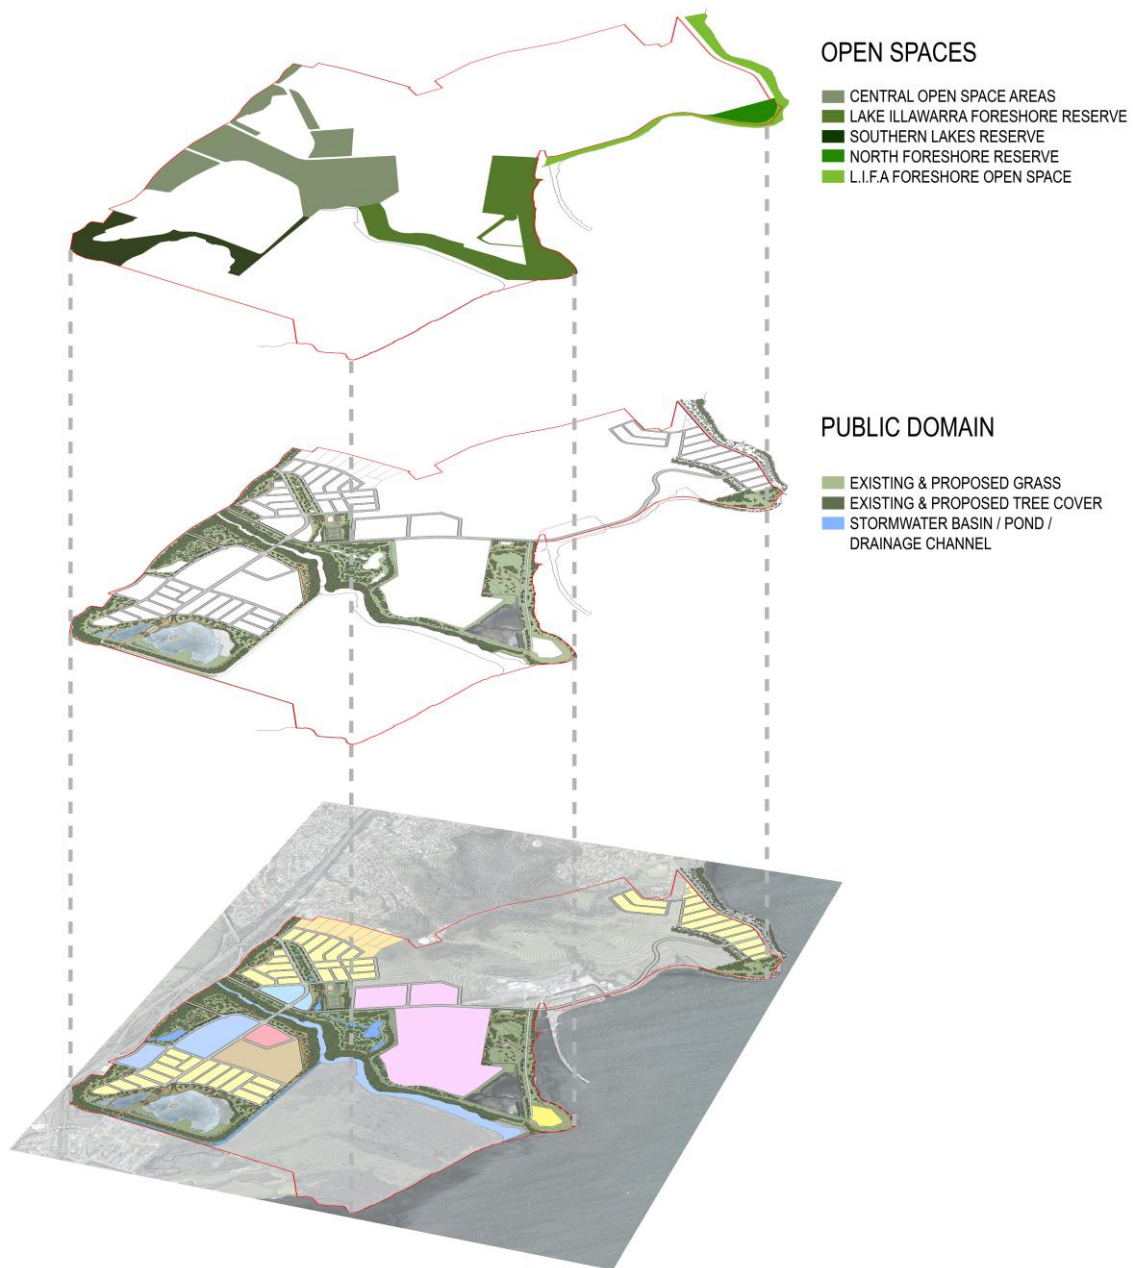 OPEN SPACES
CENTRAL OPEN SPACE AREAS
LAKE ILLAWARRA FORESHORE RESERVE
SOUTHERN LAKES RESERVE
NORTH FORESHORE RESERVE
L.I.F.A FORESHORE OPEN SPACE
PUBLIC DOMAIN
EXISTING & PROPOSED GRASS
EXISTING & PROPOSED TREE COVER
STORMWATER BASIN / POND /
DRAINAGE CHANNEL